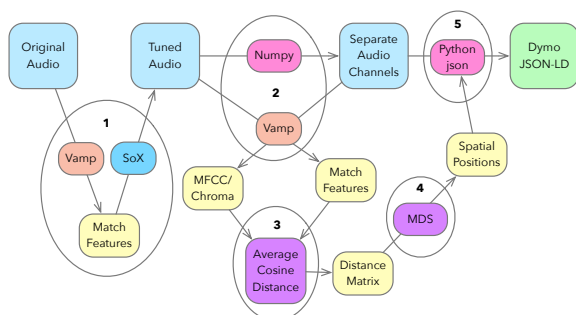 Original
Audio
Tuned
Audio
Numpy
Separate
Audio
Channels
5
Python
json
Dymo
JSON-LD
1
2
Vamp
SoX
Vamp
Match
Features
MFCC/
Chroma
Match
Features
Spatial
Positions
3
4
MDS
Average
Cosine
Distance
Distance
Matrix